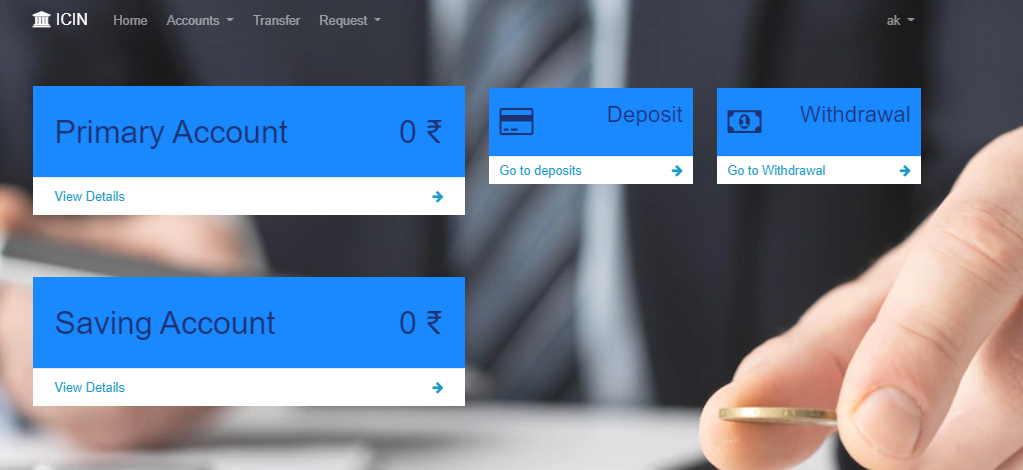 ICIN Home Accounts Transfer Request ak
Primary Account 0 ₹
View Details
Deposit
Go to deposits
Withdrawal
1
Go to Withdrawal
Saving Account 0 ₹
View Details